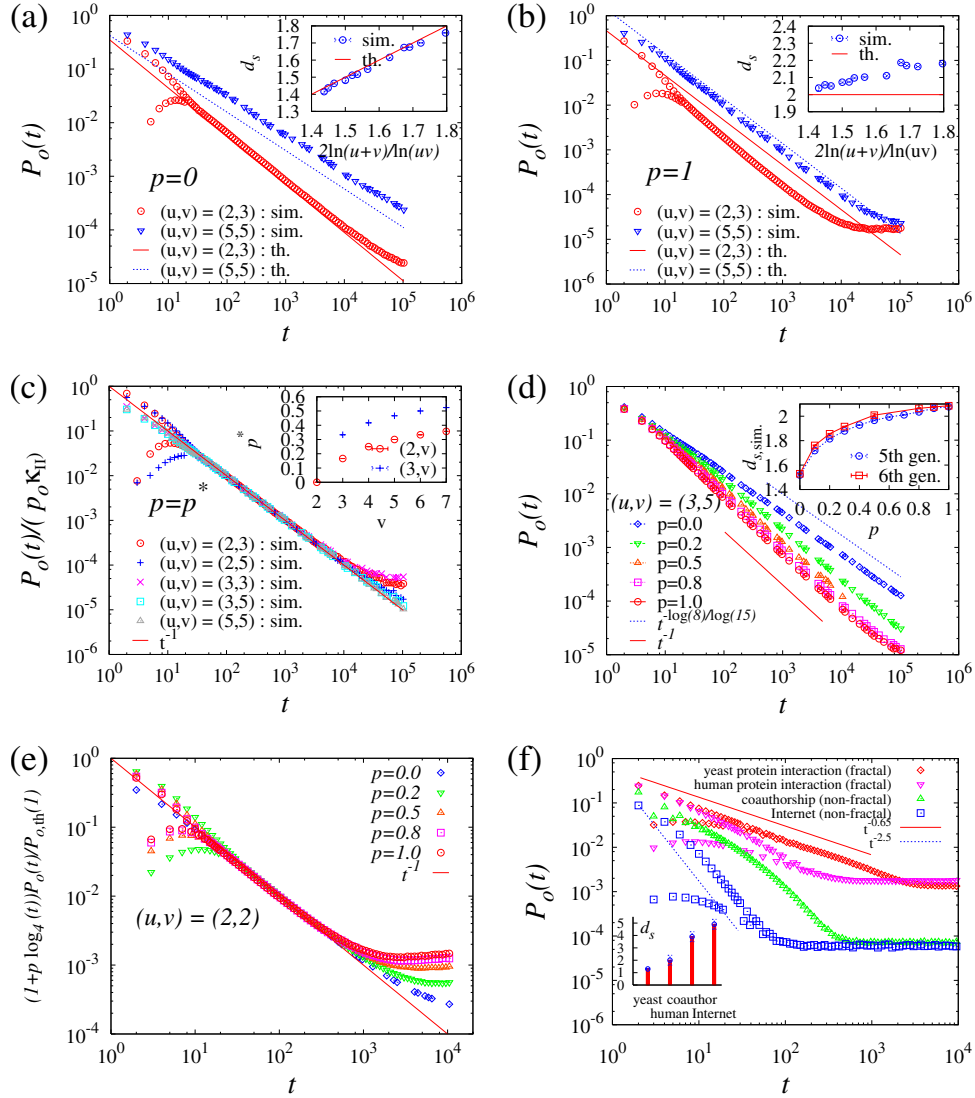 (a)
P_o(t)
10^0
10^-1
10^-2
10^-3
10^-4
10^-5
10^0 10^1 10^2 10^3 10^4 10^5 10^6
t
p=0
(u,v) = (2,3) : sim.
(u,v) = (5,5) : sim.
(u,v) = (2,3) : th.
(u,v) = (5,5) : th.
d_s
1.8
1.6
1.4
1.4 1.5 1.6 1.7 1.8
2ln(u+v)/ln(uv)
sim.
th.
(b)
P_o(t)
10^0
10^-1
10^-2
10^-3
10^-4
10^-5
10^-6
10^0 10^1 10^2 10^3 10^4 10^5 10^6
t
p=1
(u,v) = (2,3) : sim.
(u,v) = (5,5) : sim.
(u,v) = (2,3) : th.
(u,v) = (5,5) : th.
d_s
2.4
2.3
2.2
2.1
2
1.9
1.4 1.5 1.6 1.7 1.8
2ln(u+v)/ln(uv)
sim.
th.
(c)
P_o(t)/(p_o κ_II)
10^0
10^-1
10^-2
10^-3
10^-4
10^-5
10^-6
10^0 10^1 10^2 10^3 10^4 10^5 10^6
t
p=p^*
(u,v) = (2,3) : sim.
(u,v) = (2,5) : sim.
(u,v) = (3,3) : sim.
(u,v) = (3,5) : sim.
(u,v) = (5,5) : sim.
t^-1
p^*
0.6
0.5
0.4
0.3
0.2
0.1
0
2 3 4 5 6 7
v
(2,v)
(3,v)
(d)
P_o(t)
10^0
10^-1
10^-2
10^-3
10^-4
10^-5
10^0 10^1 10^2 10^3 10^4 10^5 10^6
t
(u,v) = (3,5)
p=0.0
p=0.2
p=0.5
p=0.8
p=1.0
t^-log(8)/log(15)
t^-1
d_s,sim.
2
1.8
1.6
1.4
0 0.2 0.4 0.6 0.8 1
p
5th gen.
6th gen.
(e)
(1+p log_4(t))P_o(t)/P_o,th(1)
10^0
10^-1
10^-2
10^-3
10^-4
10^0 10^1 10^2 10^3 10^4
t
p=0.0
p=0.2
p=0.5
p=0.8
p=1.0
t^-1
(u,v) = (2,2)
(f)
P_o(t)
10^0
10^-1
10^-2
10^-3
10^-4
10^-5
10^0 10^1 10^2 10^3 10^4
t
yeast protein interaction (fractal)
human protein interaction (fractal)
coauthorship (non-fractal)
Internet (non-fractal)
t^-0.65
t^-2.5
d_s
5
4
3
2
1
0
yeast coauthor
human Internet